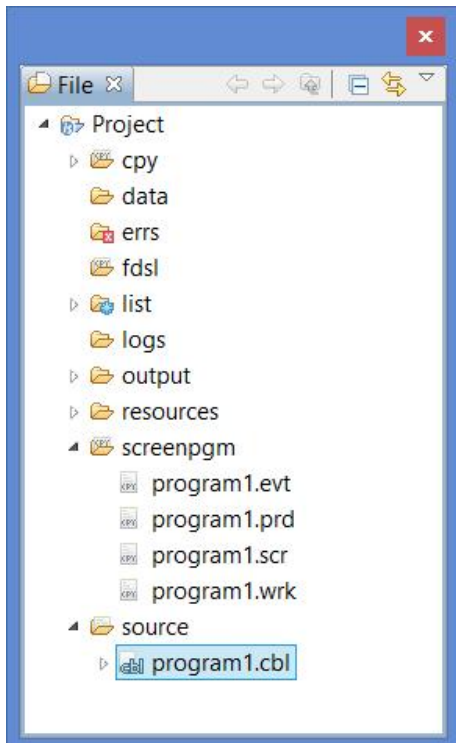 File
Project
cpy
data
errs
fdsl
list
logs
output
resources
screenpgm
program1.evt
program1.prd
program1.scr
program1.wrk
source
program1.cbl